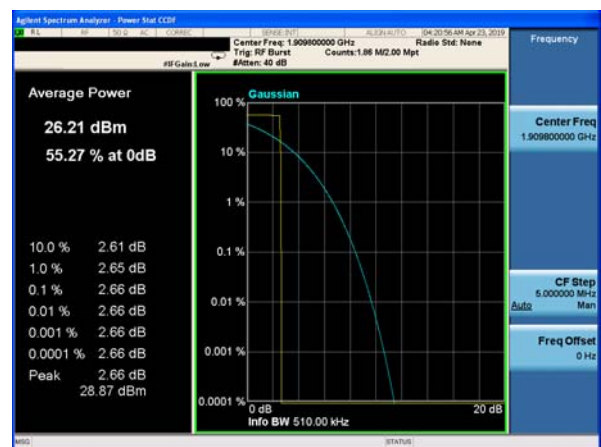 Agilent Spectrum Analyzer - Power Stat CCDF
RL RF 50 Ω AC CORREC SENSE:INT ALIGN AUTO 04:20:56 AM Apr 23, 2019
Center Freq: 1.909800000 GHz Radio Std: None
Trig: RF Burst Counts:1.86 M/2.00 Mpt
#IFGain:Low #Atten: 40 dB
Frequency
Average Power
26.21 dBm
55.27 % at 0dB
10.0 % 2.61 dB
1.0 % 2.65 dB
0.1 % 2.66 dB
0.01 % 2.66 dB
0.001 % 2.66 dB
0.0001 % 2.66 dB
Peak 2.66 dB
28.87 dBm
Gaussian
100 %
10 %
1 %
0.1 %
0.01 %
0.001 %
0.0001 %
0 dB 20 dB
Info BW 510.00 kHz
Center Freq
1.909800000 GHz
CF Step
5.000000 MHz
Auto Man
Freq Offset
0 Hz
MSG STATUS